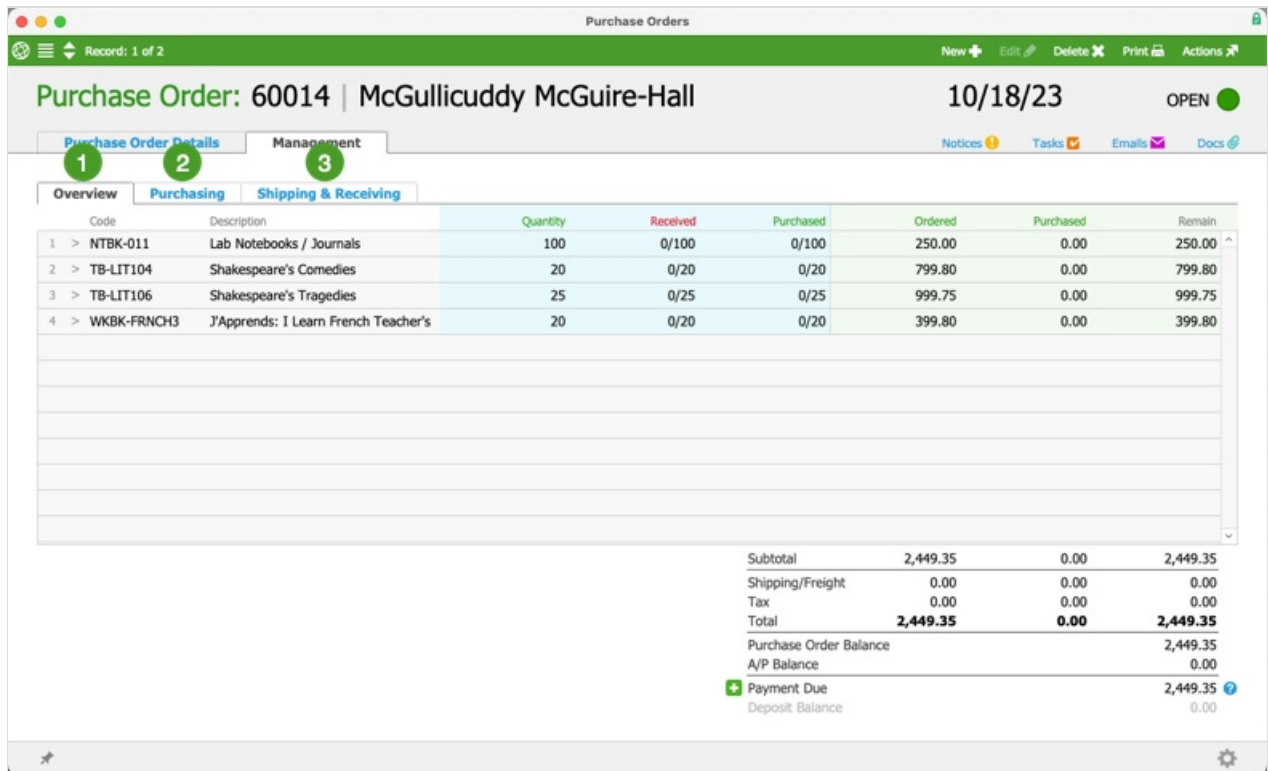 Purchase Orders
Record: 1 of 2 New Edit Delete Print Actions
Purchase Order: 60014 | McGullicuddy McGuire-Hall 10/18/23 OPEN
Purchase Order Details Management Notices Tasks Emails Docs
1 2 3
Overview Purchasing Shipping & Receiving
Code Description Quantity Received Purchased Ordered Purchased Remain
1 > NTBK-011 Lab Notebooks / Journals 100 0/100 0/100 250.00 0.00 250.00
2 > TB-LIT104 Shakespeare's Comedies 20 0/20 0/20 799.80 0.00 799.80
3 > TB-LIT106 Shakespeare's Tragedies 25 0/25 0/25 999.75 0.00 999.75
4 > WKBK-FRNCH3 J'Apprends: I Learn French Teacher's 20 0/20 0/20 399.80 0.00 399.80
Subtotal 2,449.35 0.00 2,449.35
Shipping/Freight 0.00 0.00 0.00
Tax 0.00 0.00 0.00
Total 2,449.35 0.00 2,449.35
Purchase Order Balance 2,449.35
A/P Balance 0.00
Payment Due 2,449.35 ?
Deposit Balance 0.00